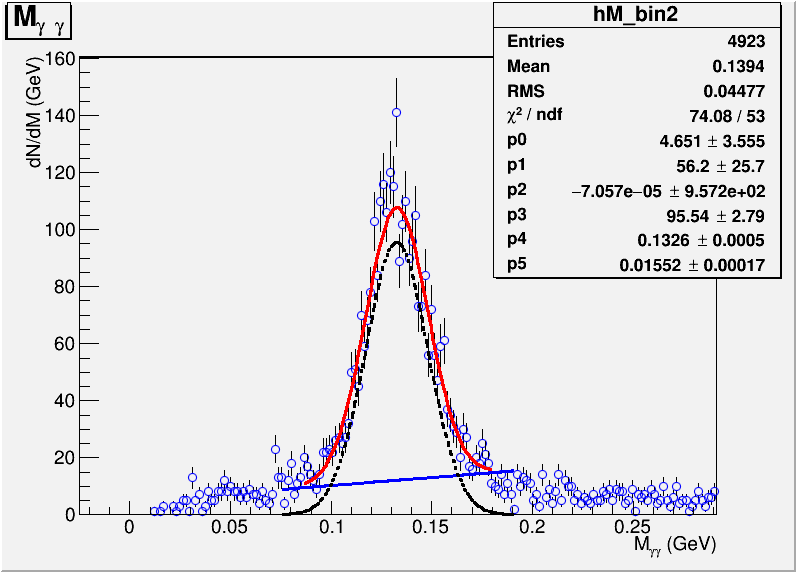 M γ γ
hM_bin2
Entries 4923
Mean 0.1394
RMS 0.04477
χ² / ndf 74.08 / 53
p0 4.651 ± 3.555
p1 56.2 ± 25.7
p2 −7.057e−05 ± 9.572e+02
p3 95.54 ± 2.79
p4 0.1326 ± 0.0005
p5 0.01552 ± 0.00017
dN/dM (GeV)
160
140
120
100
80
60
40
20
0
0 0.05 0.1 0.15 0.2 0.25
M γγ (GeV)